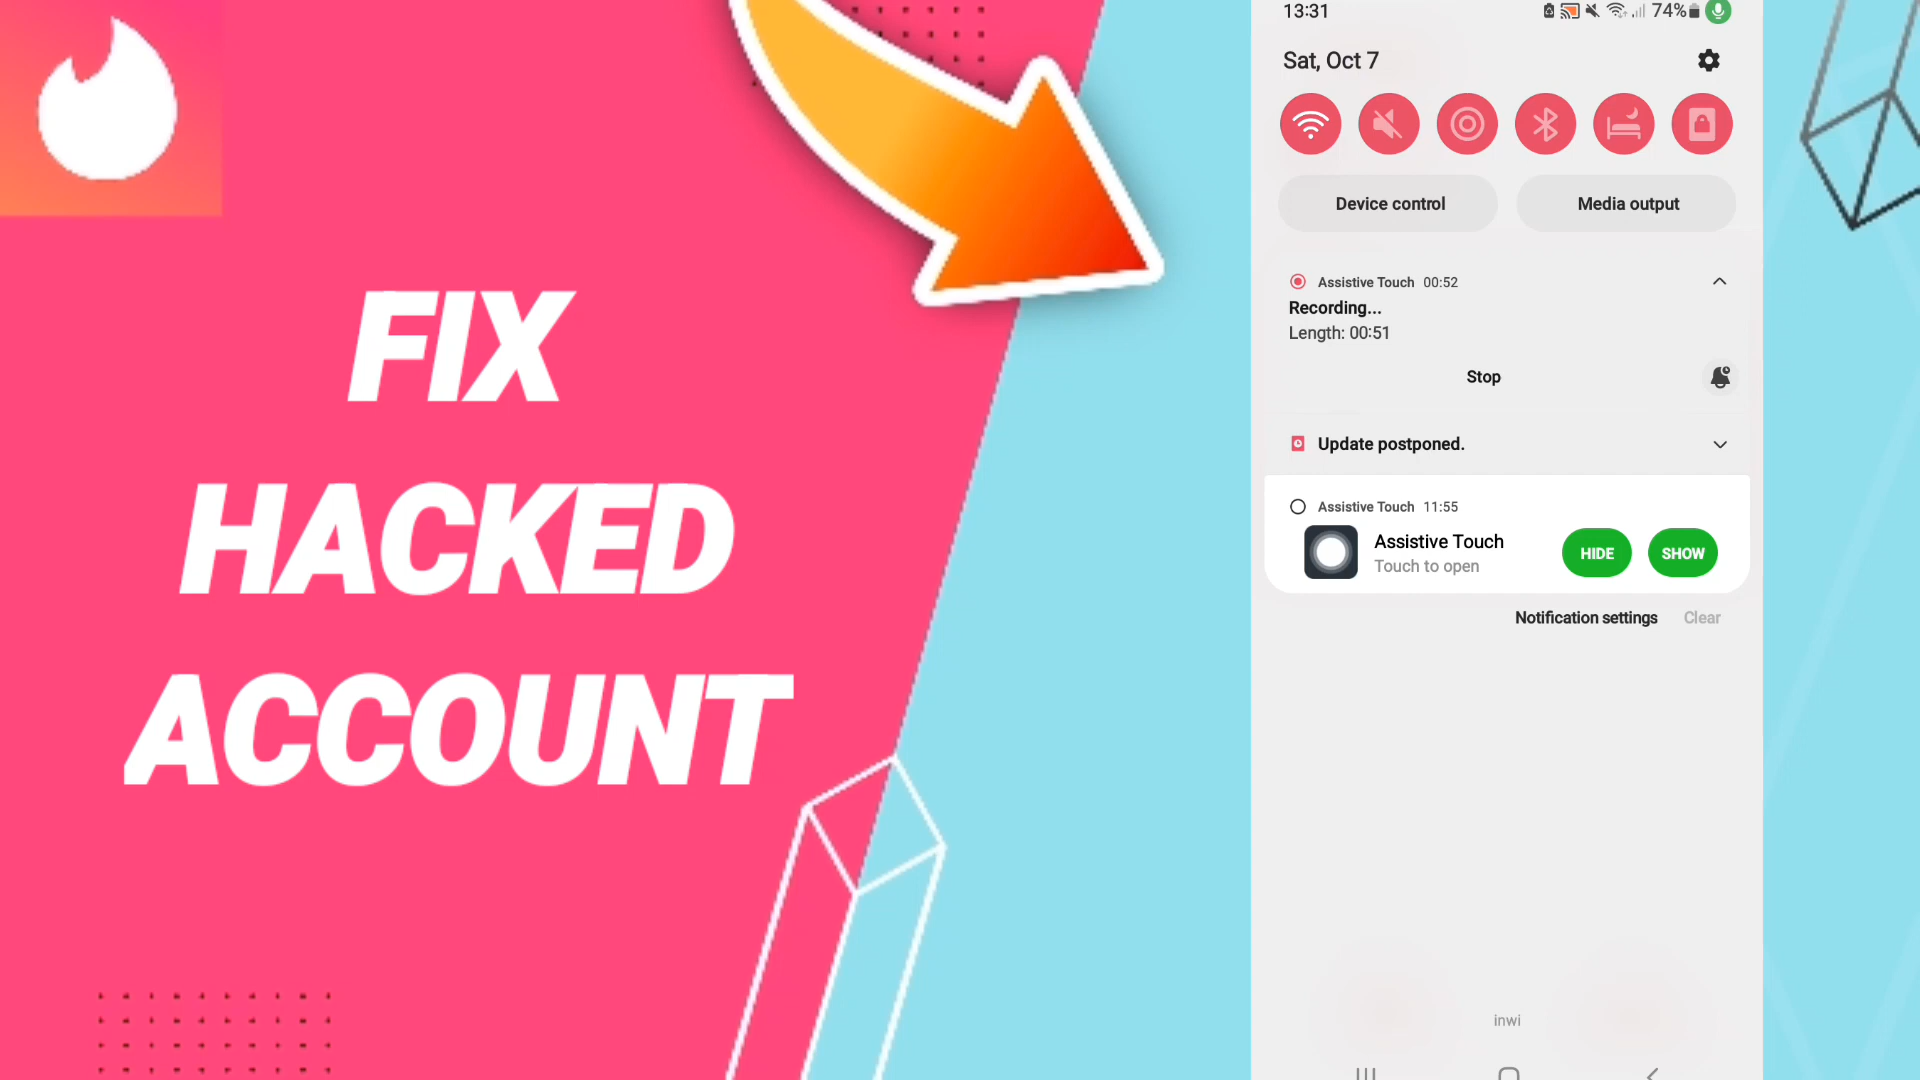 FIX
HACKED
ACCOUNT
13:31
74%
Sat, Oct 7
Device control
Media output
Assistive Touch 00:52
Recording...
Length: 00:51
Stop
Update postponed.
Assistive Touch 11:55
Assistive Touch
Touch to open
HIDE
SHOW
Notification settings
Clear
inwi